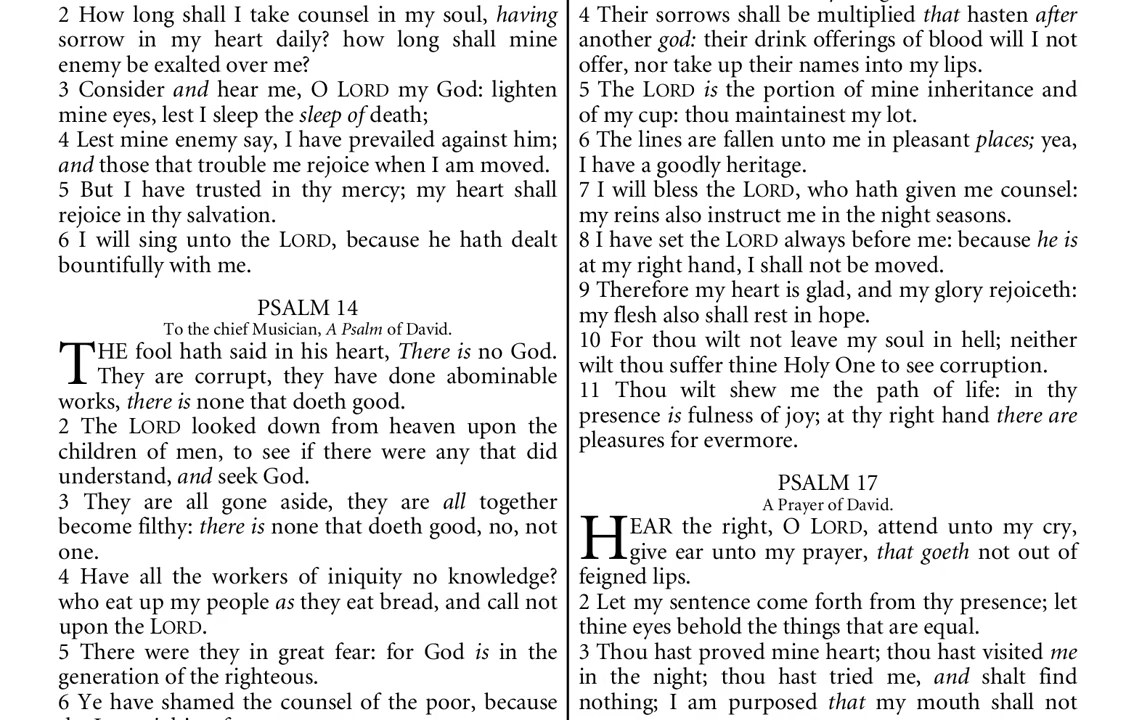 2 How long shall I take counsel in my soul, having
sorrow in my heart daily? how long shall mine
enemy be exalted over me?
3 Consider and hear me, O LORD my God: lighten
mine eyes, lest I sleep the sleep of death;
4 Lest mine enemy say, I have prevailed against him;
and those that trouble me rejoice when I am moved.
5 But I have trusted in thy mercy; my heart shall
rejoice in thy salvation.
6 I will sing unto the LORD, because he hath dealt
bountifully with me.
PSALM 14
To the chief Musician, A Psalm of David.
THE fool hath said in his heart, There is no God.
They are corrupt, they have done abominable
works, there is none that doeth good.
2 The LORD looked down from heaven upon the
children of men, to see if there were any that did
understand, and seek God.
3 They are all gone aside, they are all together
become filthy: there is none that doeth good, no, not
one.
4 Have all the workers of iniquity no knowledge?
who eat up my people as they eat bread, and call not
upon the LORD.
5 There were they in great fear: for God is in the
generation of the righteous.
6 Ye have shamed the counsel of the poor, because
4 Their sorrows shall be multiplied that hasten after
another god: their drink offerings of blood will I not
offer, nor take up their names into my lips.
5 The LORD is the portion of mine inheritance and
of my cup: thou maintainest my lot.
6 The lines are fallen unto me in pleasant places; yea,
I have a goodly heritage.
7 I will bless the LORD, who hath given me counsel:
my reins also instruct me in the night seasons.
8 I have set the LORD always before me: because he is
at my right hand, I shall not be moved.
9 Therefore my heart is glad, and my glory rejoiceth:
my flesh also shall rest in hope.
10 For thou wilt not leave my soul in hell; neither
wilt thou suffer thine Holy One to see corruption.
11 Thou wilt shew me the path of life: in thy
presence is fulness of joy; at thy right hand there are
pleasures for evermore.
PSALM 17
A Prayer of David.
HEAR the right, O LORD, attend unto my cry,
give ear unto my prayer, that goeth not out of
feigned lips.
2 Let my sentence come forth from thy presence; let
thine eyes behold the things that are equal.
3 Thou hast proved mine heart; thou hast visited me
in the night; thou hast tried me, and shalt find
nothing; I am purposed that my mouth shall not